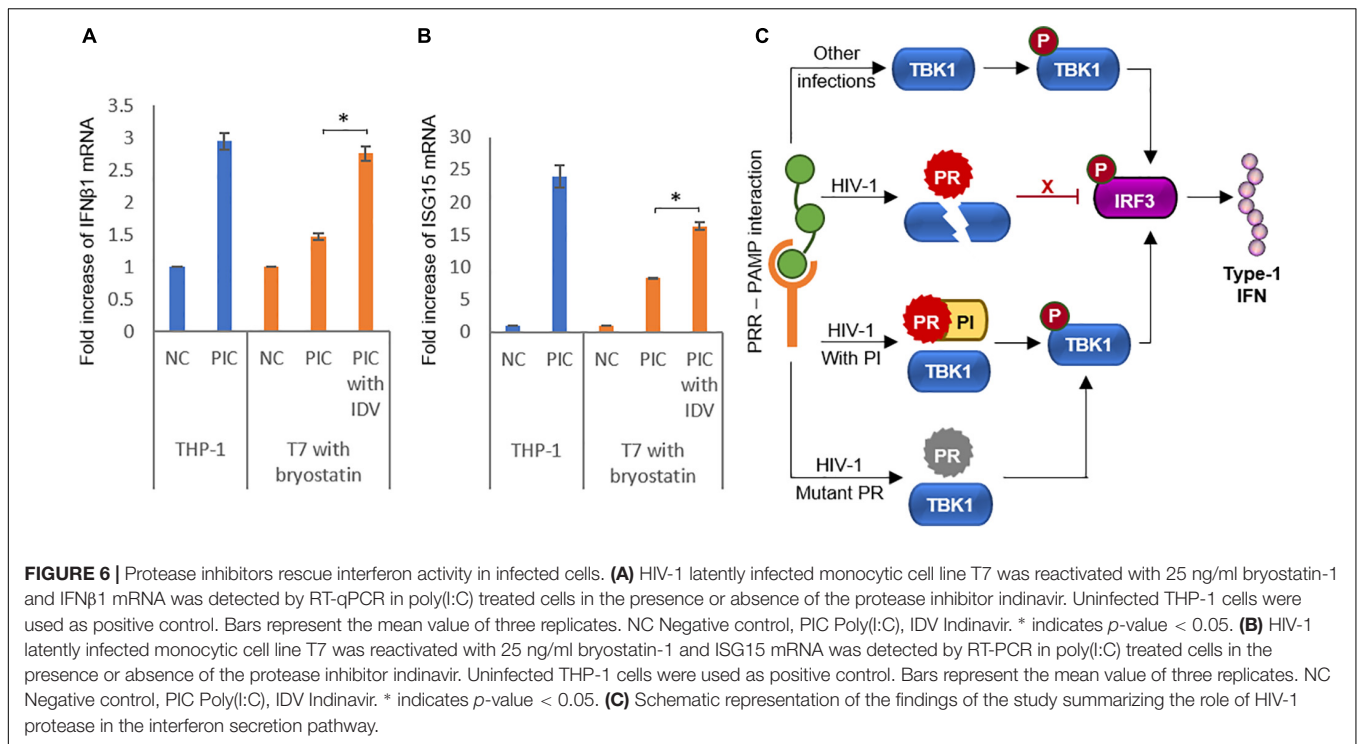 A
Fold increase of IFNβ1 mRNA
3.5
3
2.5
2
1.5
1
0.5
0
*
NC
PIC
NC
PIC
PIC
with
IDV
THP-1
T7 with
bryostatin
B
Fold increase of ISG15 mRNA
30
25
20
15
10
5
0
*
NC
PIC
NC
PIC
PIC
with
IDV
THP-1
T7 with
bryostatin
C
PRR – PAMP interaction
Other
infections
TBK1
P
TBK1
HIV-1
PR
X
P
IRF3
Type-1
IFN
HIV-1
With PI
PR
PI
TBK1
P
TBK1
HIV-1
Mutant PR
PR
TBK1
FIGURE 6 | Protease inhibitors rescue interferon activity in infected cells. (A) HIV-1 latently infected monocytic cell line T7 was reactivated with 25 ng/ml bryostatin-1
and IFNβ1 mRNA was detected by RT-qPCR in poly(I:C) treated cells in the presence or absence of the protease inhibitor indinavir. Uninfected THP-1 cells were
used as positive control. Bars represent the mean value of three replicates. NC Negative control, PIC Poly(I:C), IDV Indinavir. * indicates p-value < 0.05. (B) HIV-1
latently infected monocytic cell line T7 was reactivated with 25 ng/ml bryostatin-1 and ISG15 mRNA was detected by RT-PCR in poly(I:C) treated cells in the
presence or absence of the protease inhibitor indinavir. Uninfected THP-1 cells were used as positive control. Bars represent the mean value of three replicates. NC
Negative control, PIC Poly(I:C), IDV Indinavir. * indicates p-value < 0.05. (C) Schematic representation of the findings of the study summarizing the role of HIV-1
protease in the interferon secretion pathway.